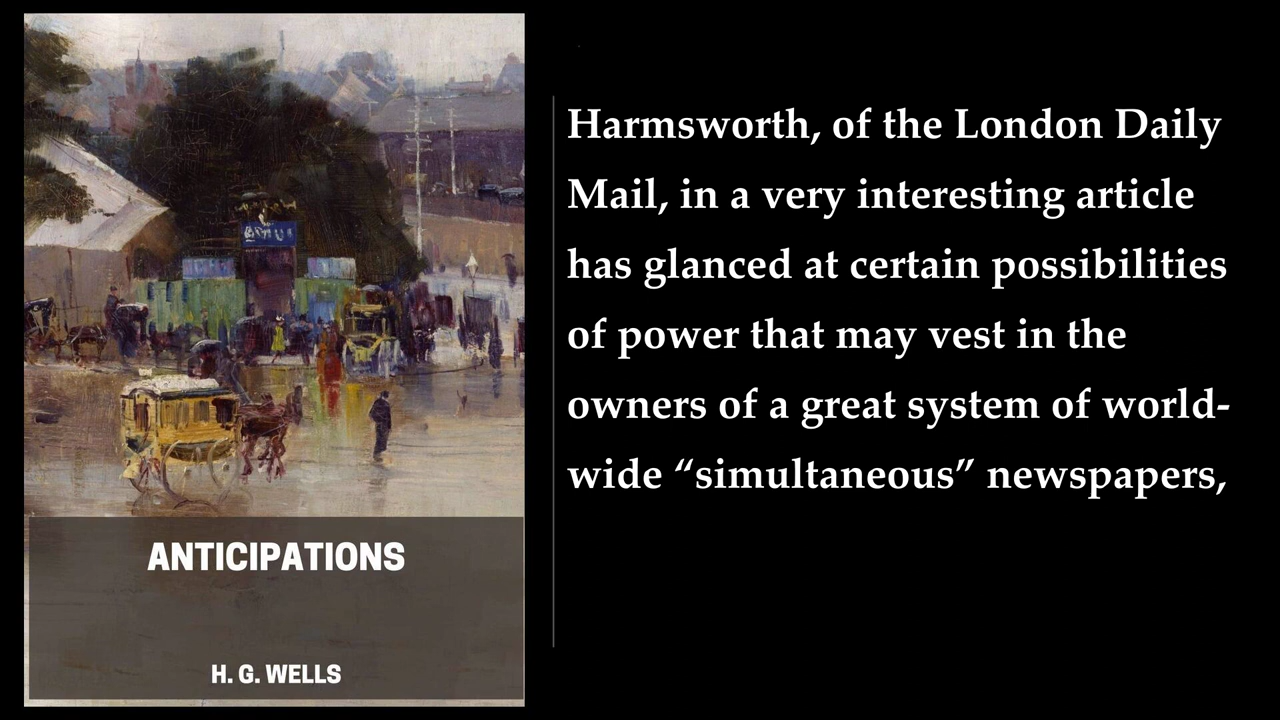 ANTICIPATIONS
H. G. WELLS
Harmsworth, of the London Daily
Mail, in a very interesting article
has glanced at certain possibilities
of power that may vest in the
owners of a great system of world-
wide “simultaneous” newspapers,